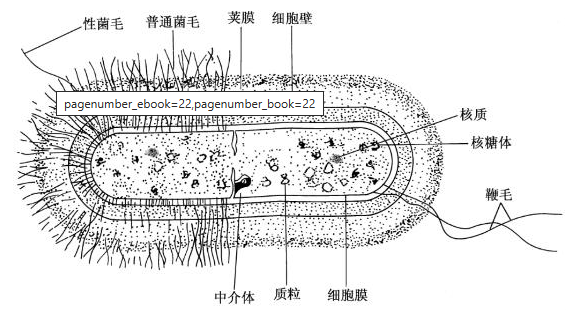 性菌毛 普通菌毛 荚膜 细胞壁
pagenumber_ebook=22,pagenumber_book=22
核质
核糖体
鞭毛
中介体 质粒 细胞膜